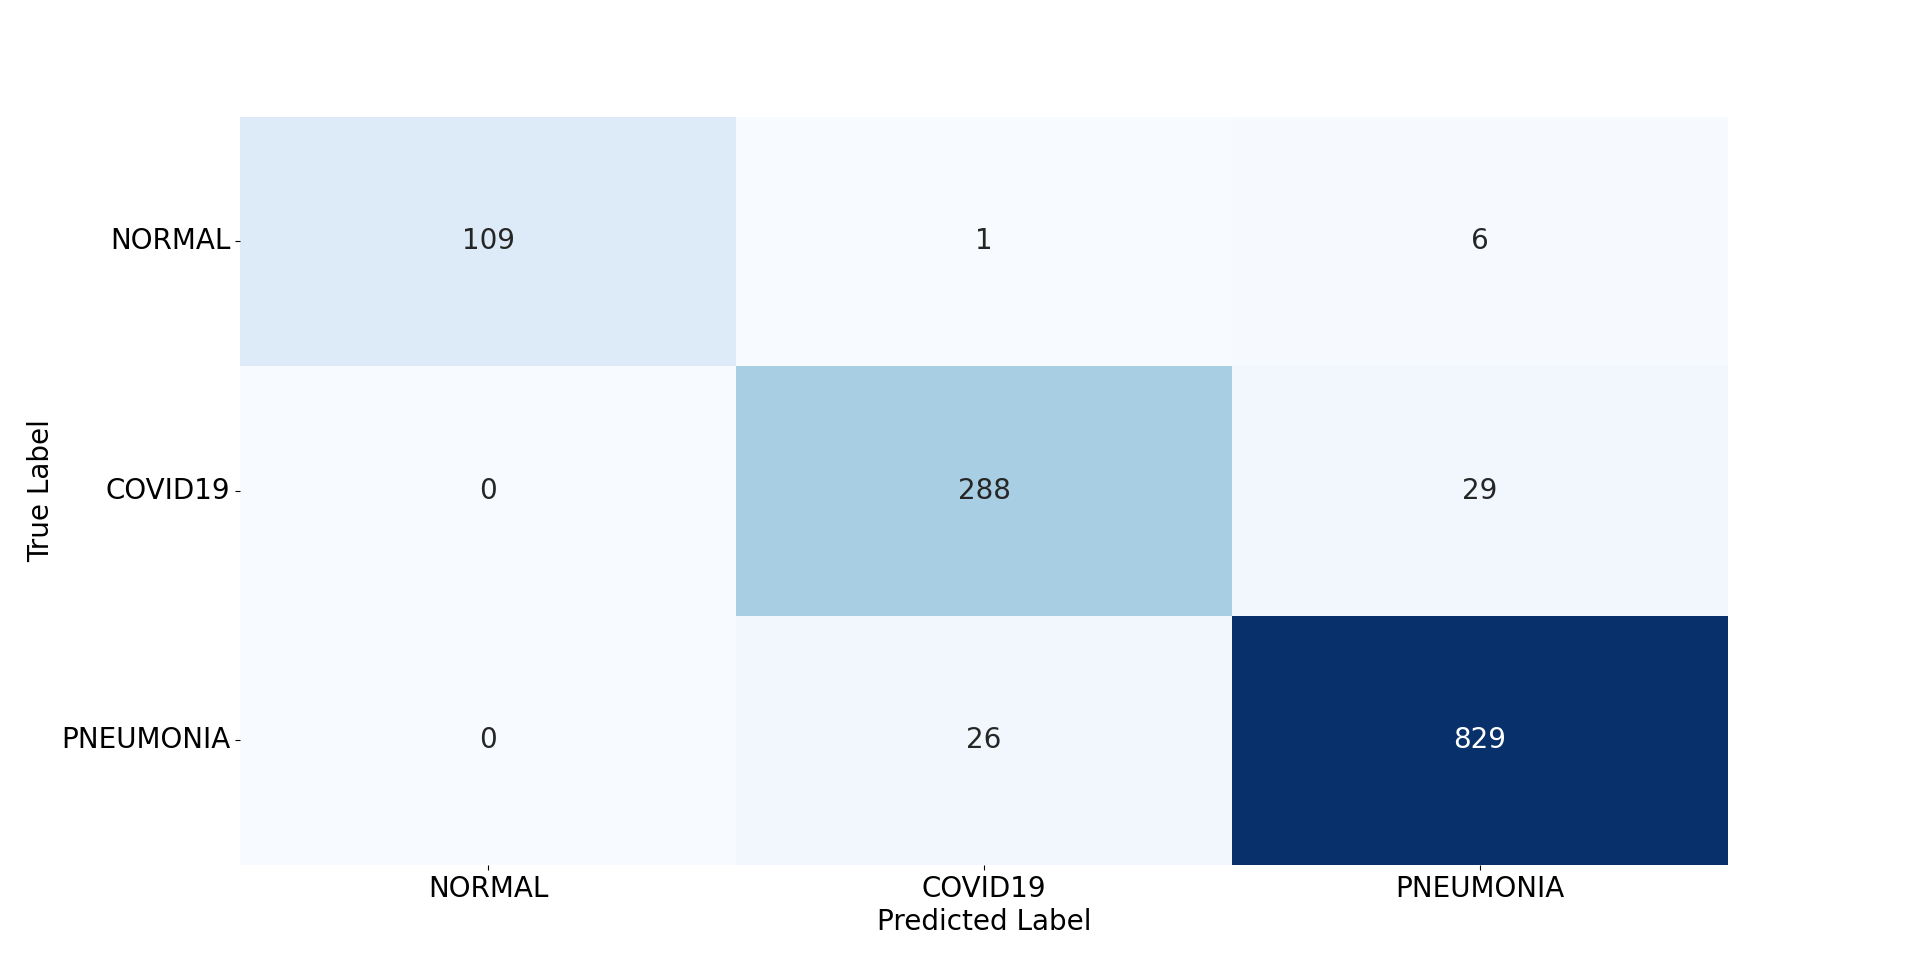 NORMAL 109 1 6
True Label
COVID19 0 288 29
PNEUMONIA 0 26 829
NORMAL COVID19 PNEUMONIA
Predicted Label